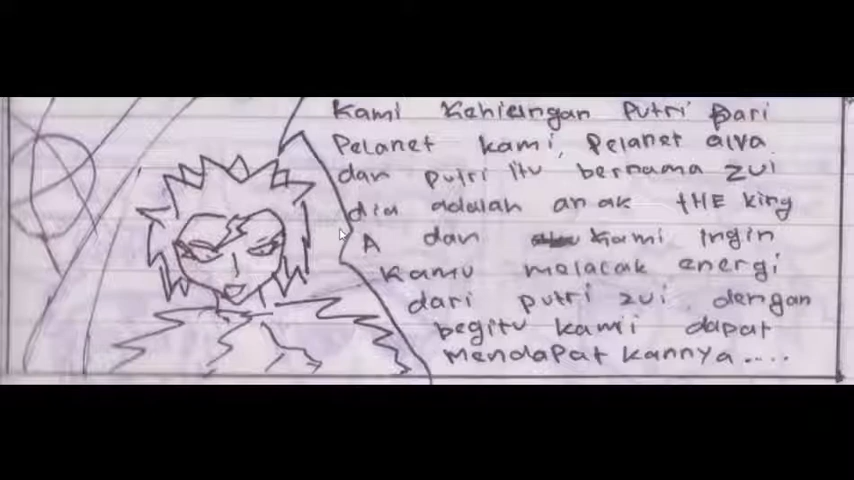 Kami Kehilangan Putri Dari
Pelanet kami, Pelanet alva
dan putri itu bernama zui
dia adalah anak tHE king
A dan kami ingin
kamu melacak energi
dari putri zui. dengan
begitu kami dapat
Mendapat kannya....